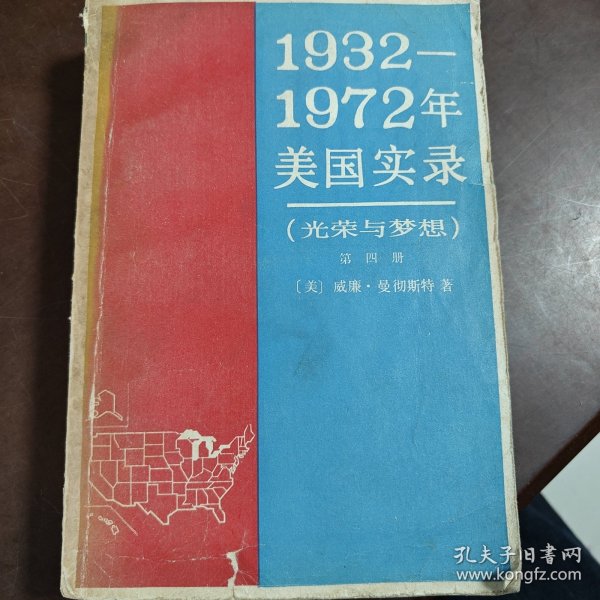 1932—
1972年
美国实录
(光荣与梦想)
第四册
〔美〕威廉·曼彻斯特著
孔夫子旧书网
www.kongfz.com